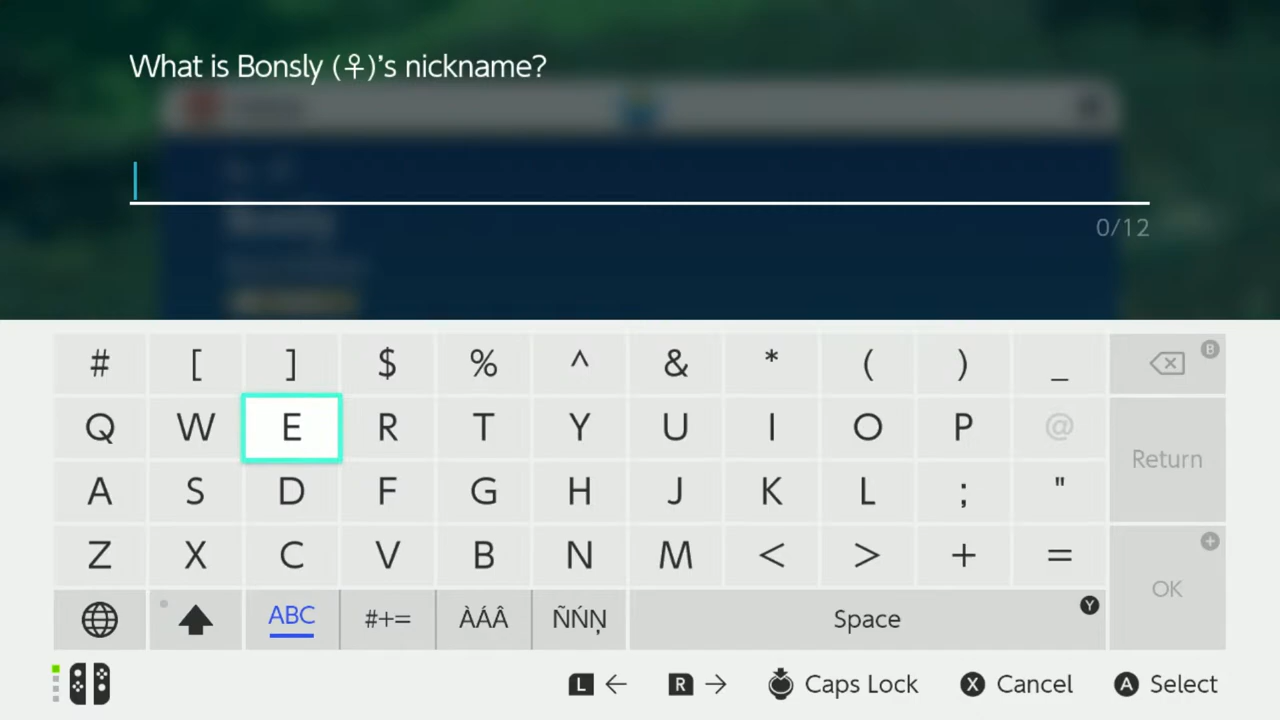 What is Bonsly (♀)'s nickname?
0/12
# [ ] $ % ^ & * ( ) _ B
Q W E R T Y U I O P @ Return
A S D F G H J K L ; "
Z X C V B N M < > + = + OK
ABC #+= ÀÁÂ ÑŃŅ Space Y
L ← R → Caps Lock X Cancel A Select